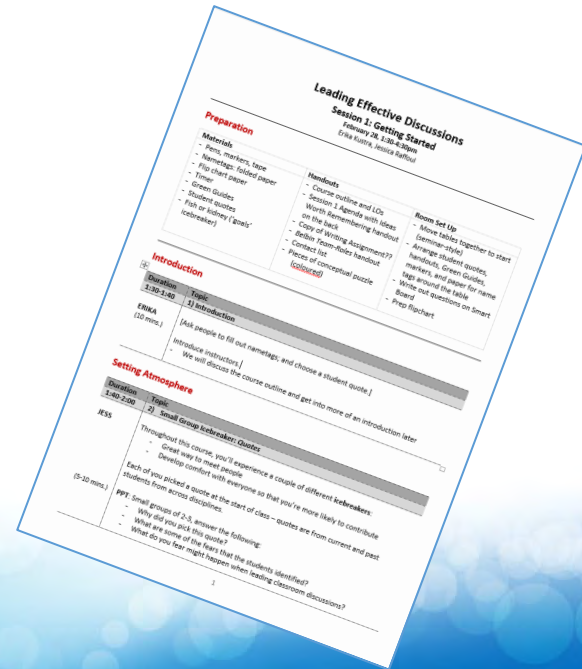 Leading Effective Discussions
Session 1: Getting Started
February 28, 1:30-4:30pm
Erika Kustra, Jessica Raffoul
Preparation
Materials
- Pens, markers, tape
- Nametags: folded paper
- Flip chart paper
- Timer
- Green Guides
- Student quotes
- Fish or kidney ('goals'
icebreaker)
Handouts
- Course outline and LOs
- Session 1 Agenda with Ideas
Worth Remembering handout
on the back
- Copy of Writing Assignment??
- Belbin Team-Roles handout
- Contact list
- Pieces of conceptual puzzle
(coloured)
Room Set Up
- Move tables together to start
(seminar-style)
- Arrange student quotes,
handouts, Green Guides,
markers, and paper for name
tags around the table
- Write out questions on Smart
Board
- Prep flipchart
Introduction
Duration Topic
1:30-1:40 1) Introduction
ERIKA
(10 mins.)
[Ask people to fill out nametags, and choose a student quote.]
Introduce instructors.
- We will discuss the course outline and get into more of an introduction later
Setting Atmosphere
Duration Topic
1:40-2:00 2) Small Group Icebreaker: Quotes
JESS
Throughout this course, you'll experience a couple of different icebreakers:
- Great way to meet people
- Develop comfort with everyone so that you're more likely to contribute
Each of you picked a quote at the start of class – quotes are from current and past
students from across disciplines.
(5-10 mins.)
PPT: Small groups of 2-3, answer the following:
- Why did you pick this quote?
- What are some of the fears that the students identified?
- What do you fear might happen when leading classroom discussions?
1